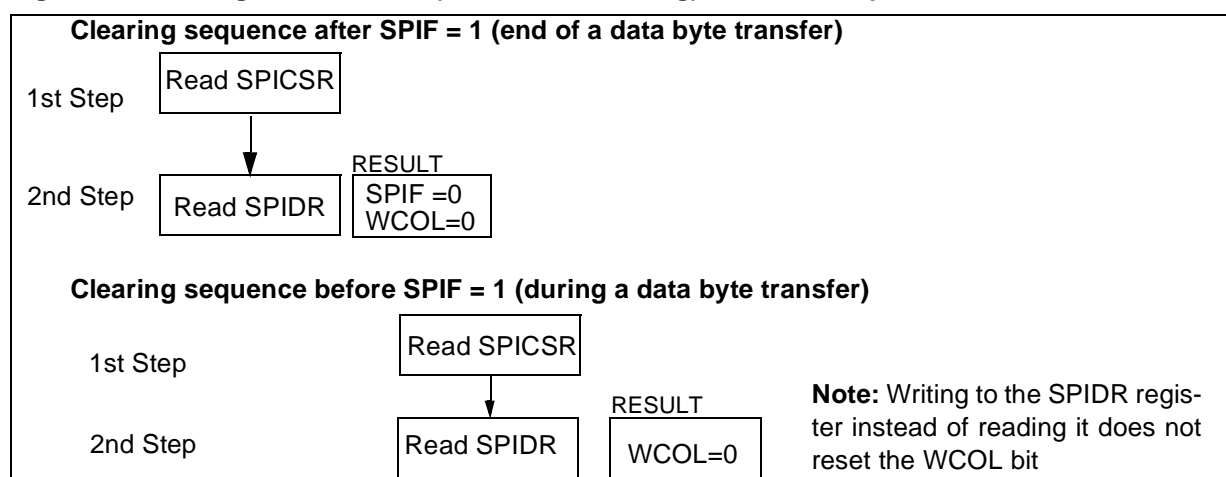 Clearing sequence after SPIF = 1 (end of a data byte transfer)
1st Step
Read SPICSR
2nd Step
Read SPIDR
RESULT
SPIF =0
WCOL=0
Clearing sequence before SPIF = 1 (during a data byte transfer)
1st Step
Read SPICSR
2nd Step
Read SPIDR
RESULT
WCOL=0
Note: Writing to the SPIDR regis-
ter instead of reading it does not
reset the WCOL bit